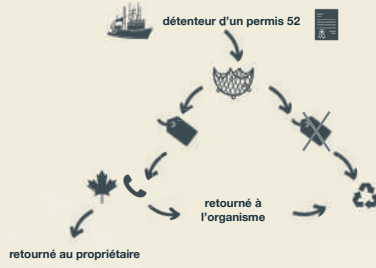 détenteur d'un permis 52
retourné à
l'organisme
retourné au propriétaire